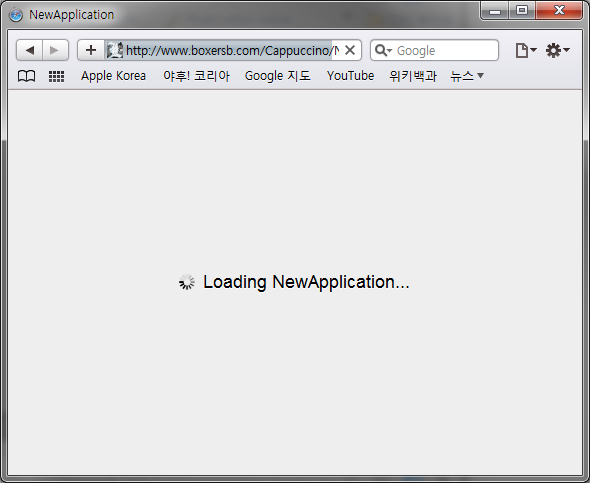 NewApplication
http://www.boxersb.com/Cappuccino/N
Google
Apple Korea 야후! 코리아 Google 지도 YouTube 위키백과 뉴스
Loading NewApplication...